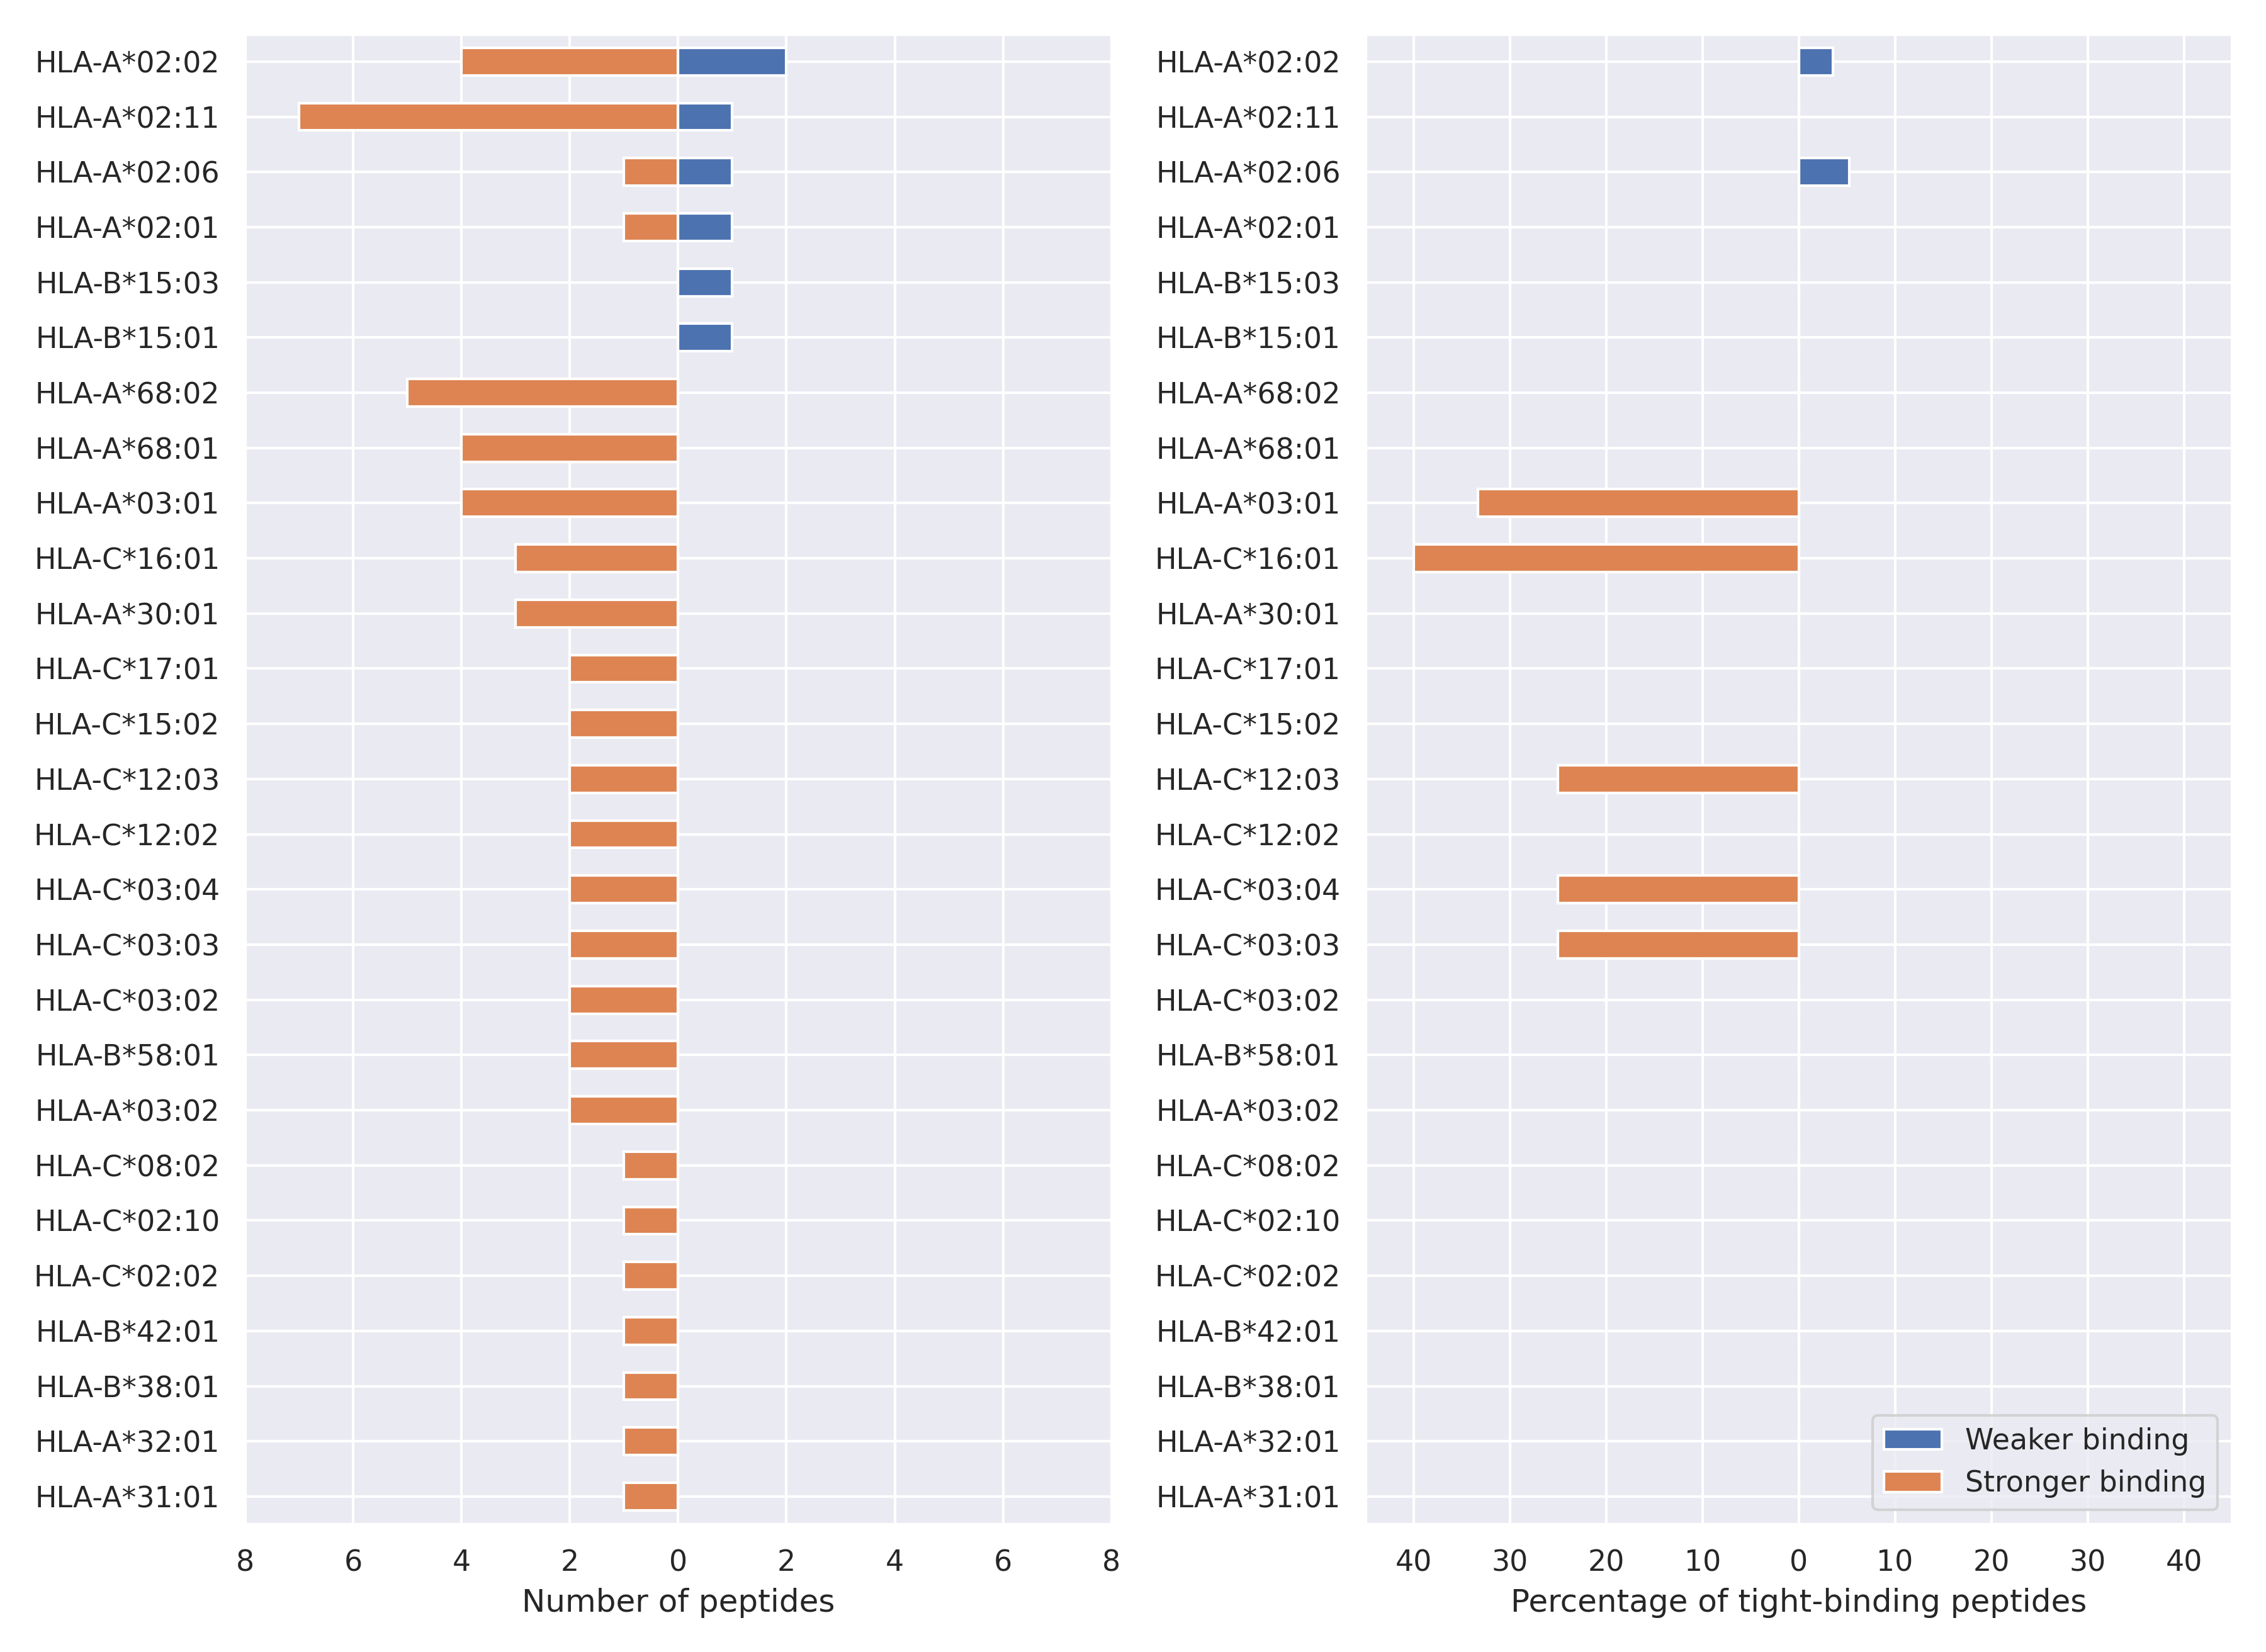 HLA-A*02:02
HLA-A*02:11
HLA-A*02:06
HLA-A*02:01
HLA-B*15:03
HLA-B*15:01
HLA-A*68:02
HLA-A*68:01
HLA-A*03:01
HLA-C*16:01
HLA-A*30:01
HLA-C*17:01
HLA-C*15:02
HLA-C*12:03
HLA-C*12:02
HLA-C*03:04
HLA-C*03:03
HLA-C*03:02
HLA-B*58:01
HLA-A*03:02
HLA-C*08:02
HLA-C*02:10
HLA-C*02:02
HLA-B*42:01
HLA-B*38:01
HLA-A*32:01
HLA-A*31:01
8 6 4 2 0 2 4 6 8
Number of peptides
HLA-A*02:02
HLA-A*02:11
HLA-A*02:06
HLA-A*02:01
HLA-B*15:03
HLA-B*15:01
HLA-A*68:02
HLA-A*68:01
HLA-A*03:01
HLA-C*16:01
HLA-A*30:01
HLA-C*17:01
HLA-C*15:02
HLA-C*12:03
HLA-C*12:02
HLA-C*03:04
HLA-C*03:03
HLA-C*03:02
HLA-B*58:01
HLA-A*03:02
HLA-C*08:02
HLA-C*02:10
HLA-C*02:02
HLA-B*42:01
HLA-B*38:01
HLA-A*32:01
HLA-A*31:01
Weaker binding
Stronger binding
40 30 20 10 0 10 20 30 40
Percentage of tight-binding peptides